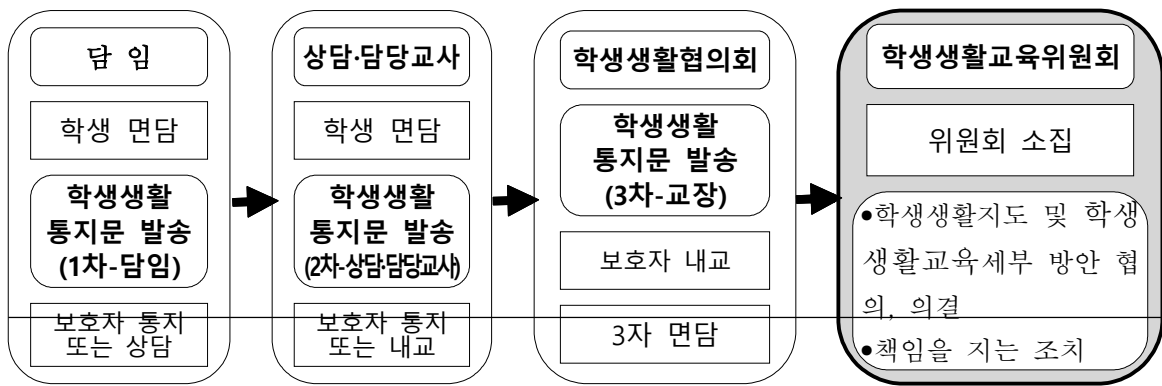 담 임
학생 면담
학생생활
통지문 발송
(1차-담임)
보호자 통지
또는 상담
상담·담당교사
학생 면담
학생생활
통지문 발송
(2차-상담·담당교사)
보호자 통지
또는 내교
학생생활협의회
학생생활
통지문 발송
(3차-교장)
보호자 내교
3자 면담
학생생활교육위원회
위원회 소집
•학생생활지도 및 학생
생활교육세부 방안 협
의, 의결
•책임을 지는 조치